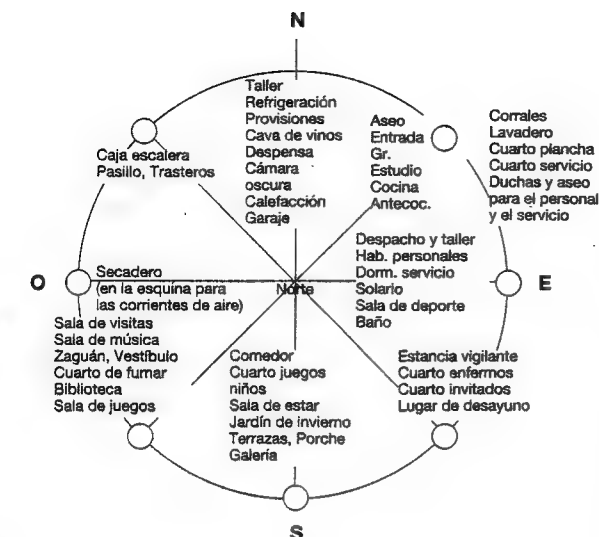 N
Taller
Refrigeración
Provisiones
Cava de vinos
Despensa
Cámara
oscura
Calefacción
Garaje
Aseo
Entrada
Gr.
Estudio
Cocina
Antecoc.
Corrales
Lavadero
Cuarto plancha
Cuarto servicio
Duchas y aseo
para el personal
y el servicio
Caja escalera
Pasillo, Trasteros
Despacho y taller
Hab. personales
Dorm. servicio
Solario
Sala de deporte
Baño
O
Secadero
(en la esquina para
las corrientes de aire)
Norte
E
Sala de visitas
Sala de música
Zaguán, Vestíbulo
Cuarto de fumar
Biblioteca
Sala de juegos
Comedor
Cuarto juegos
niños
Sala de estar
Jardín de invierno
Terrazas, Porche
Galería
Estancia vigilante
Cuarto enfermos
Cuarto invitados
Lugar de desayuno
S